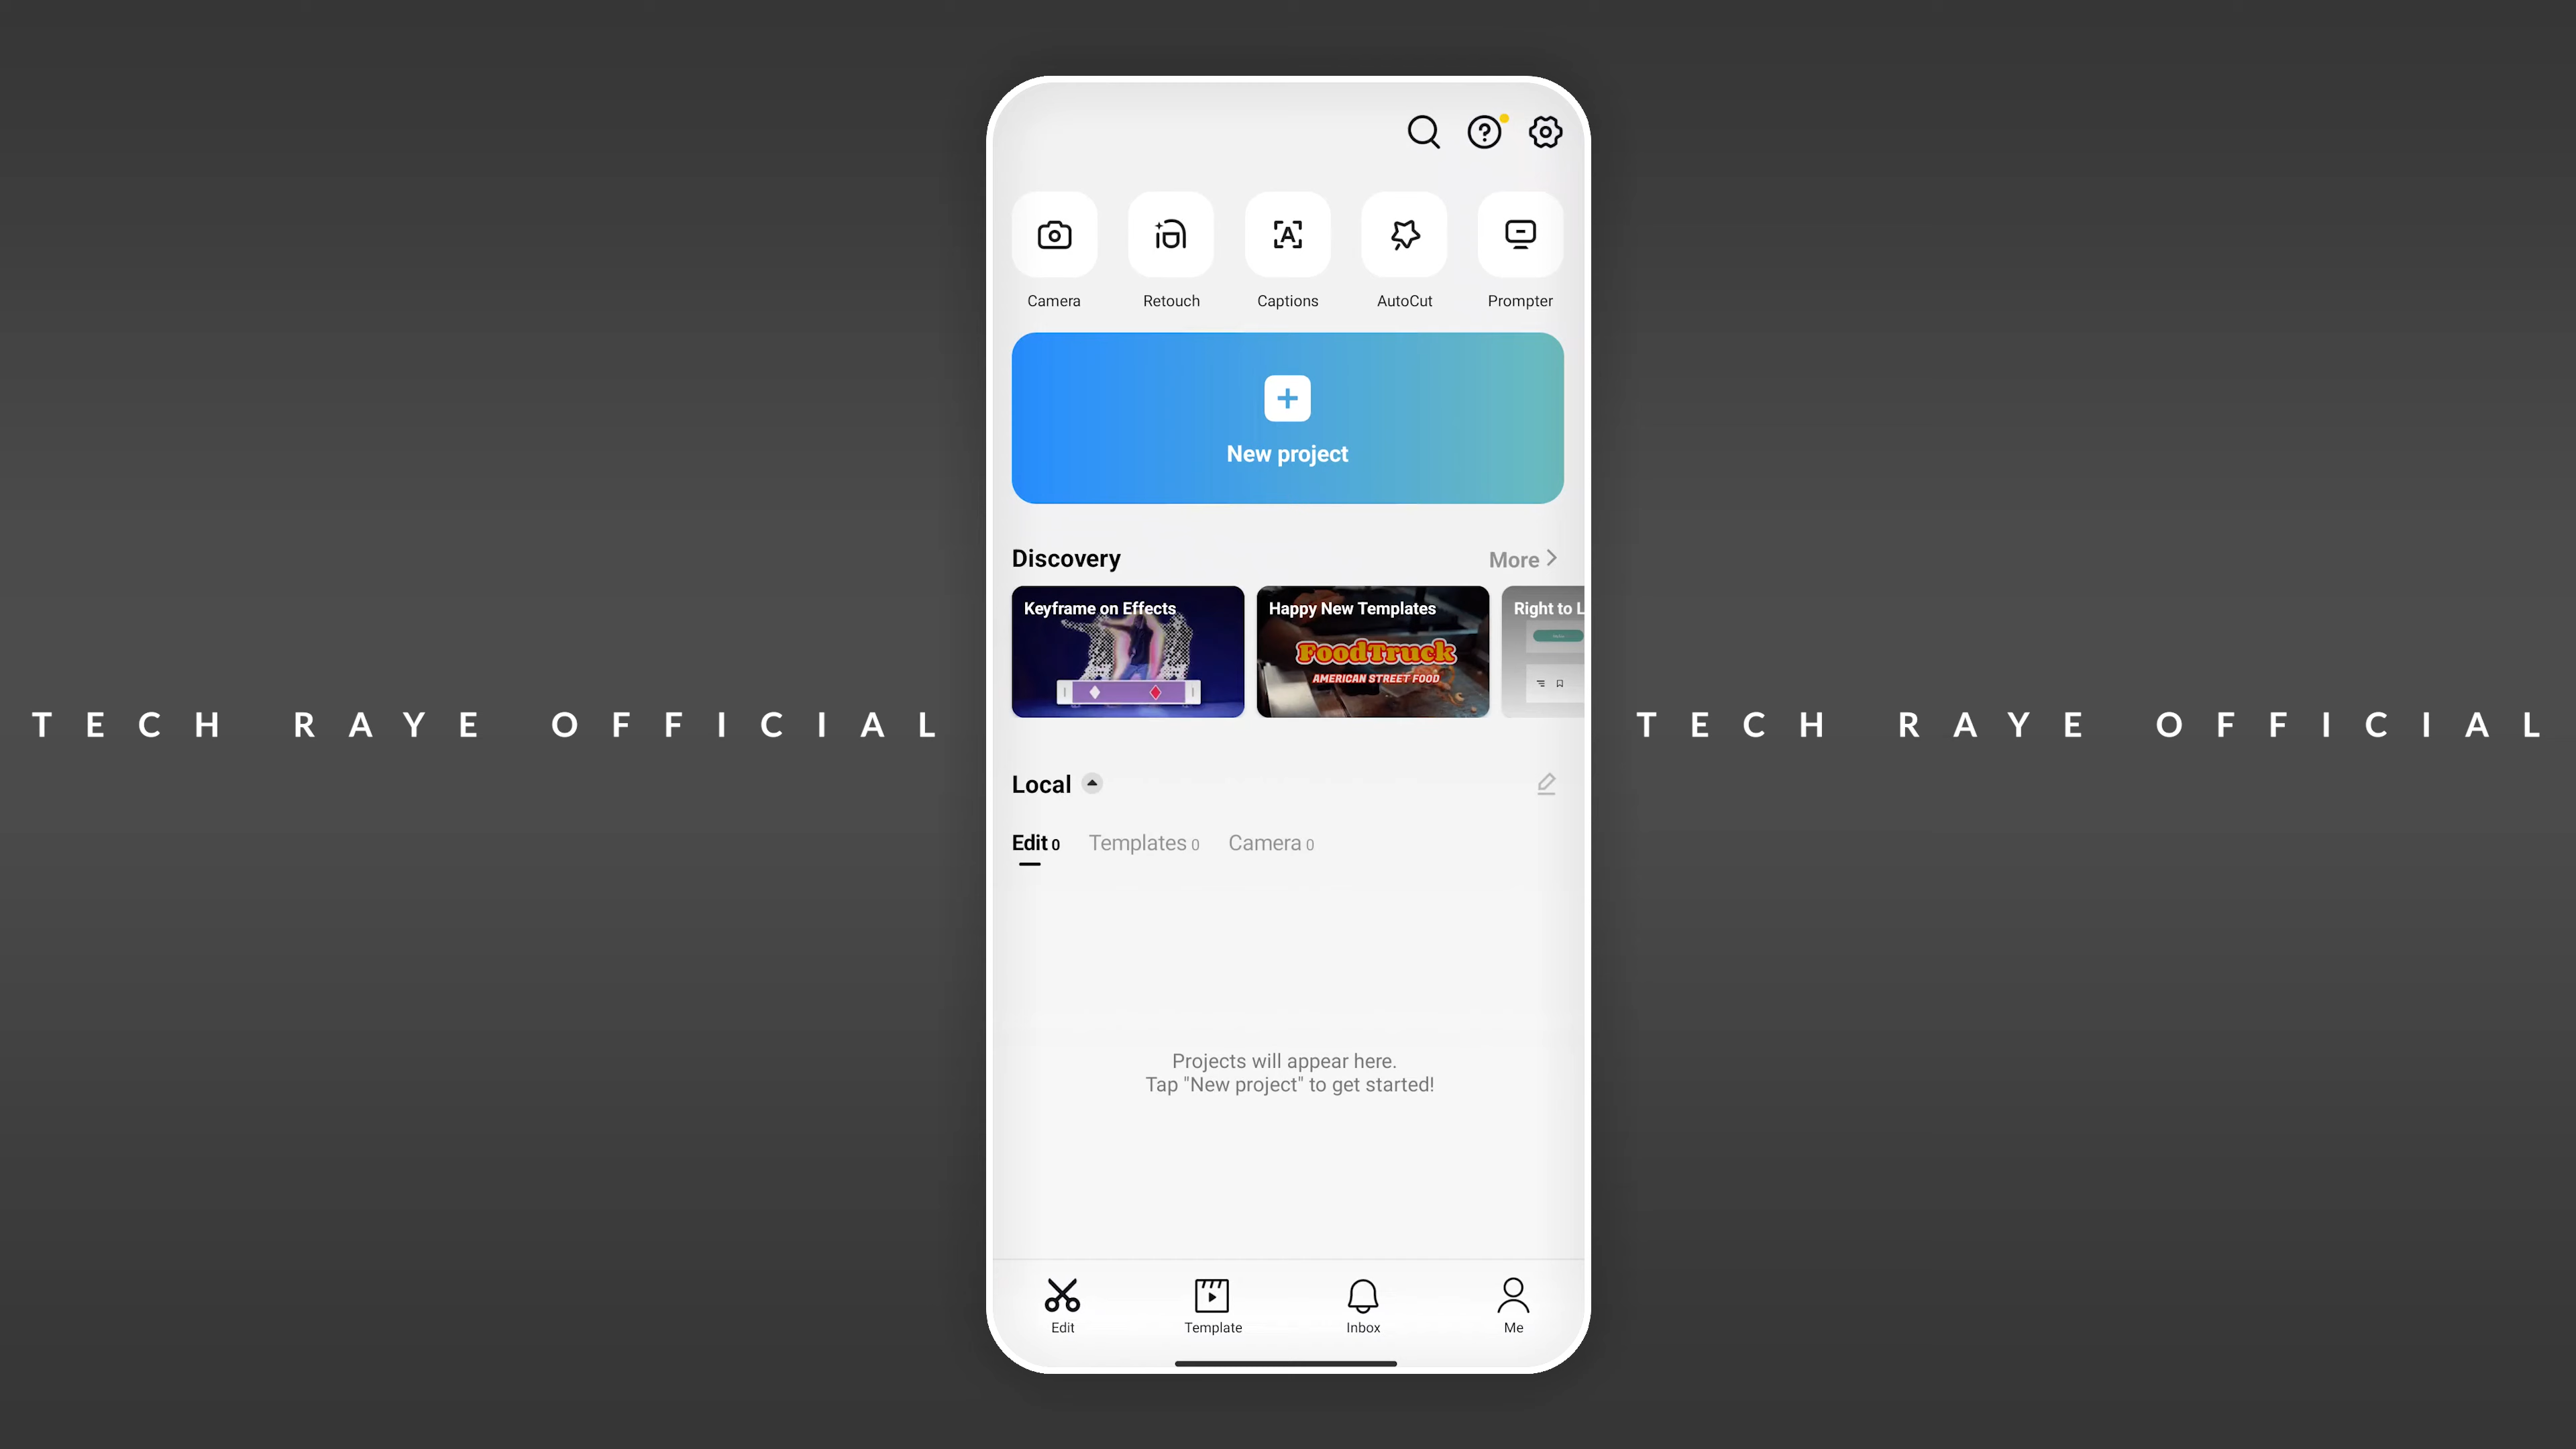 Camera Retouch Captions AutoCut Prompter
New project
Discovery More
Keyframe on Effects Happy New Templates Right to L
FoodTruck
AMERICAN STREET FOOD
TECH RAYE OFFICIAL TECH RAYE OFFICIAL
Local
Edit 0 Templates 0 Camera 0
Projects will appear here.
Tap "New project" to get started!
Edit Template Inbox Me